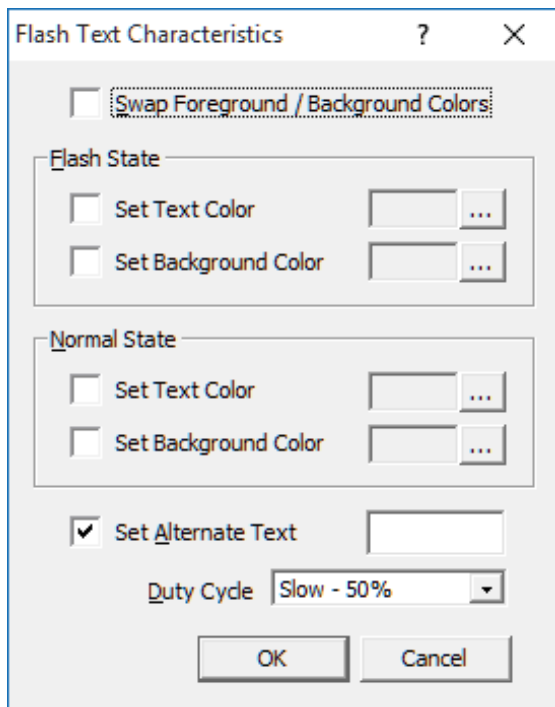 Flash Text Characteristics ?
Swap Foreground / Background Colors
Flash State
Set Text Color ...
Set Background Color ...
Normal State
Set Text Color ...
Set Background Color ...
Set Alternate Text
Duty Cycle Slow - 50%
OK Cancel